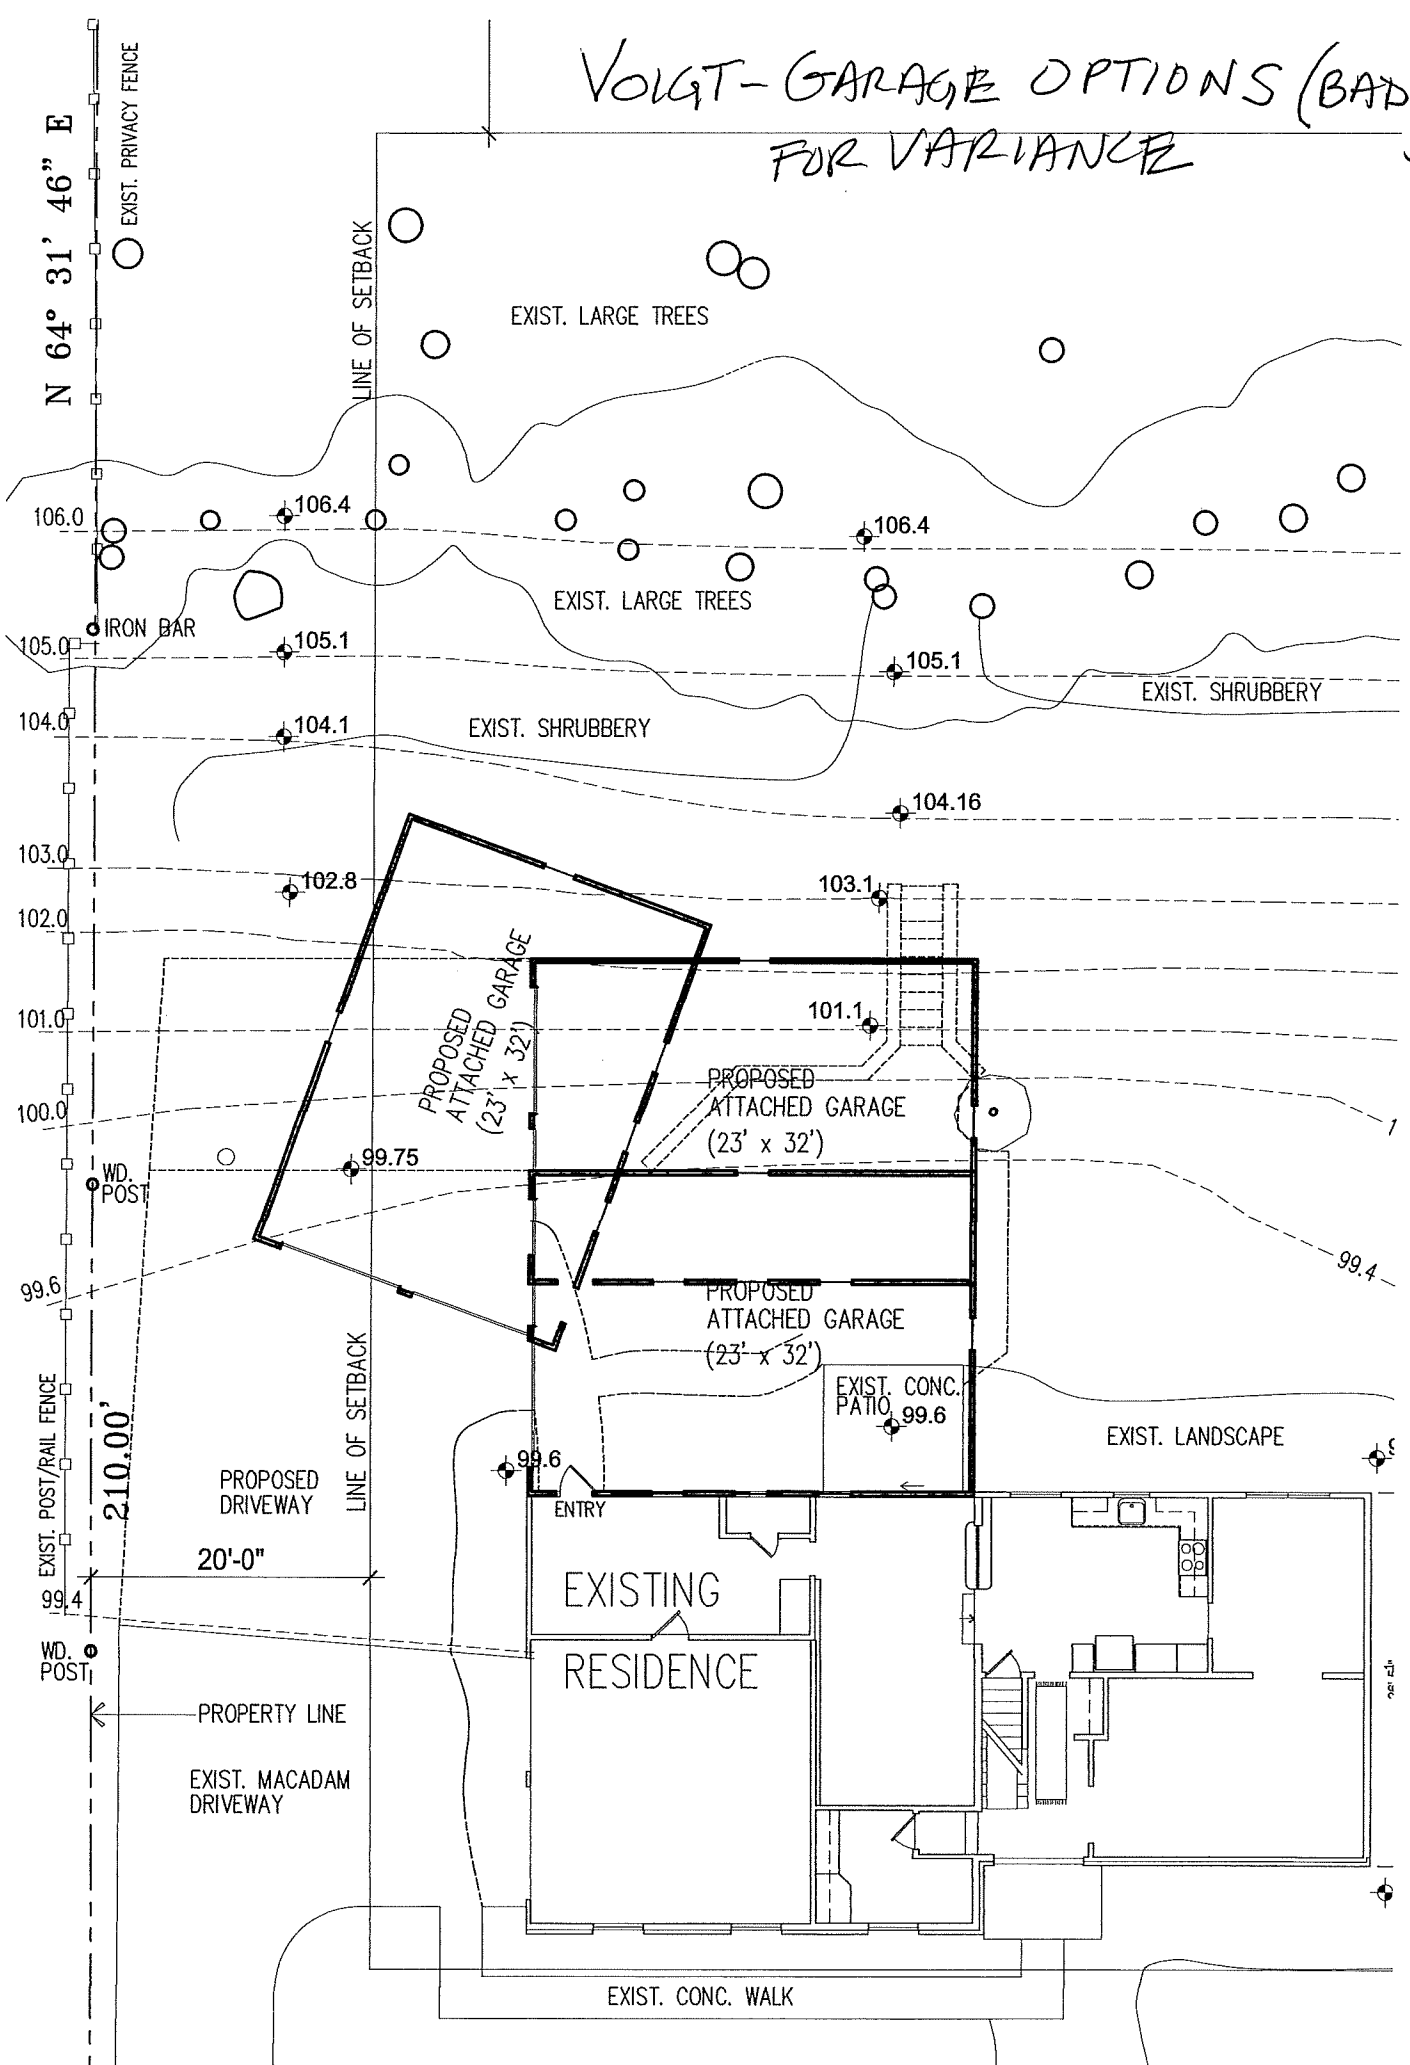 VOIGT - GARAGE OPTIONS (BAD
FOR VARIANCE
EXIST. PRIVACY FENCE
N 64° 31' 46" E
LINE OF SETBACK
EXIST. LARGE TREES
106.0
106.4
106.4
EXIST. LARGE TREES
IRON BAR
105.0
105.1
105.1
EXIST. SHRUBBERY
104.0
104.1
EXIST. SHRUBBERY
104.16
103.0
102.8
103.1
102.0
101.0
101.1
PROPOSED
ATTACHED GARAGE
(23' x 32')
PROPOSED
ATTACHED GARAGE
(23' x 32')
100.0
99.75
WD.
POST
99.6
99.4
PROPOSED
ATTACHED GARAGE
(23' x 32')
LINE OF SETBACK
EXIST. CONC.
PATIO
99.6
EXIST. LANDSCAPE
EXIST. POST/RAIL FENCE
210.00'
99.6
PROPOSED
DRIVEWAY
ENTRY
20'-0"
EXISTING
RESIDENCE
99.4
WD.
POST
PROPERTY LINE
EXIST. MACADAM
DRIVEWAY
EXIST. CONC. WALK